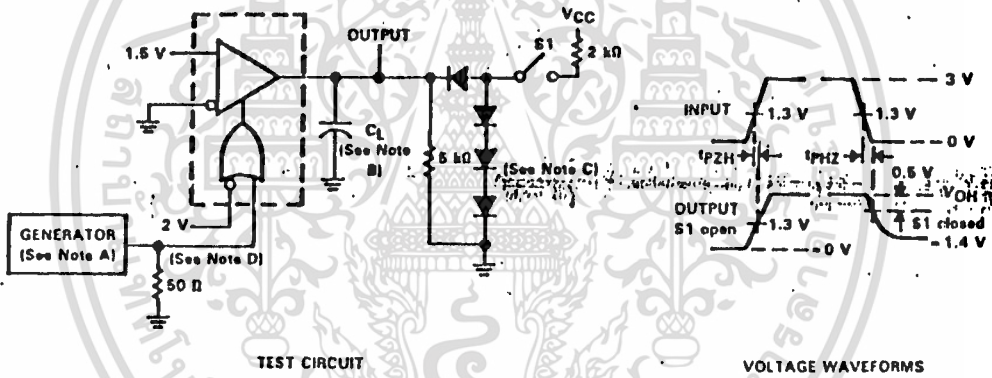 OUTPUT
VCC
S1
2 kΩ
1.5 V
CL
(See Note
B)
5 kΩ
(See Note C)
2 V
GENERATOR
(See Note A)
(See Note D)
50 Ω
TEST CIRCUIT
3 V
INPUT
1.3 V
1.3 V
0 V
tPZH
tPHZ
0.5 V
VOH
OUTPUT
S1 open
1.3 V
S1 closed
≈1.4 V
≈0 V
VOLTAGE WAVEFORMS